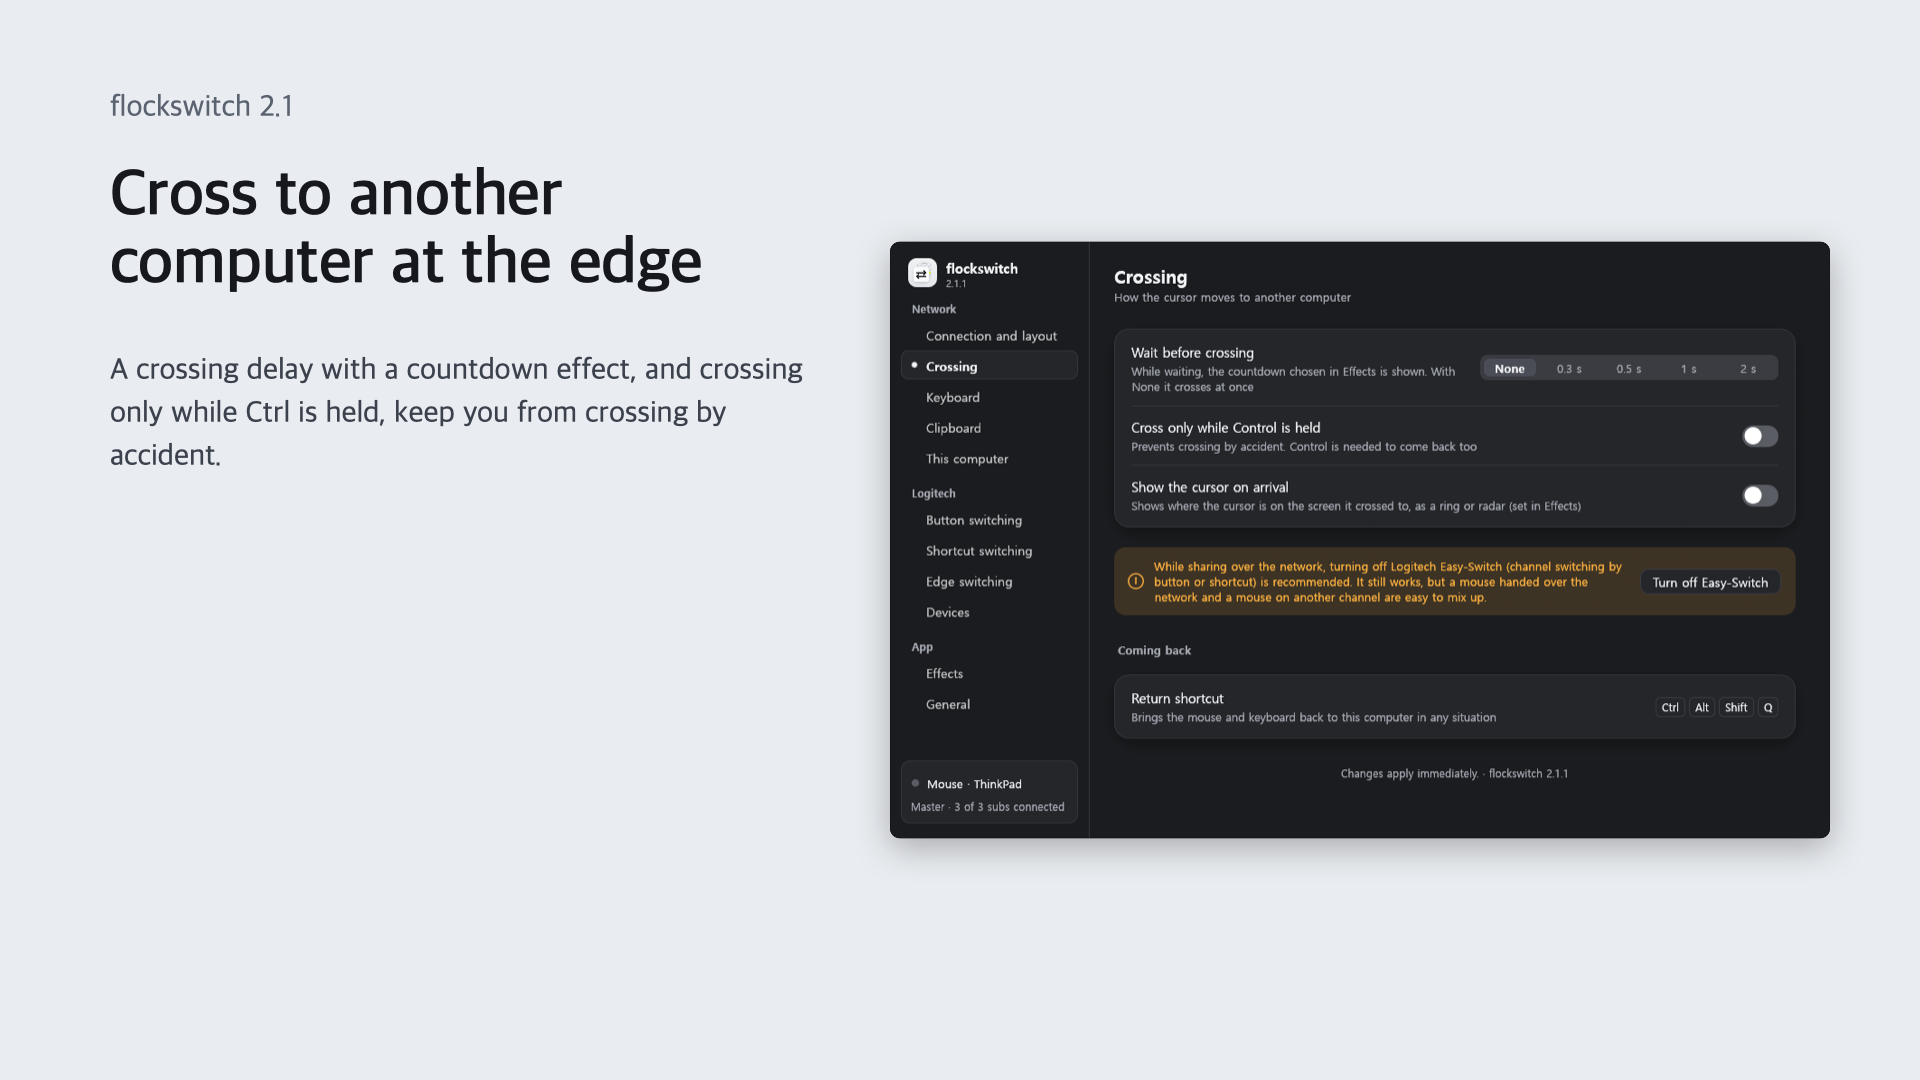 flockswitch 2.1
Cross to another
computer at the edge
A crossing delay with a countdown effect, and crossing
only while Ctrl is held, keep you from crossing by
accident.
flockswitch
2.1.1
Network
Connection and layout
Crossing
Keyboard
Clipboard
This computer
Logitech
Button switching
Shortcut switching
Edge switching
Devices
App
Effects
General
Mouse · ThinkPad
Master · 3 of 3 subs connected
Crossing
How the cursor moves to another computer
Wait before crossing
While waiting, the countdown chosen in Effects is shown. With
None it crosses at once
None 0.3 s 0.5 s 1 s 2 s
Cross only while Control is held
Prevents crossing by accident. Control is needed to come back too
Show the cursor on arrival
Shows where the cursor is on the screen it crossed to, as a ring or radar (set in Effects)
While sharing over the network, turning off Logitech Easy-Switch (channel switching by
button or shortcut) is recommended. It still works, but a mouse handed over the
network and a mouse on another channel are easy to mix up.
Turn off Easy-Switch
Coming back
Return shortcut
Brings the mouse and keyboard back to this computer in any situation
Ctrl Alt Shift Q
Changes apply immediately. · flockswitch 2.1.1